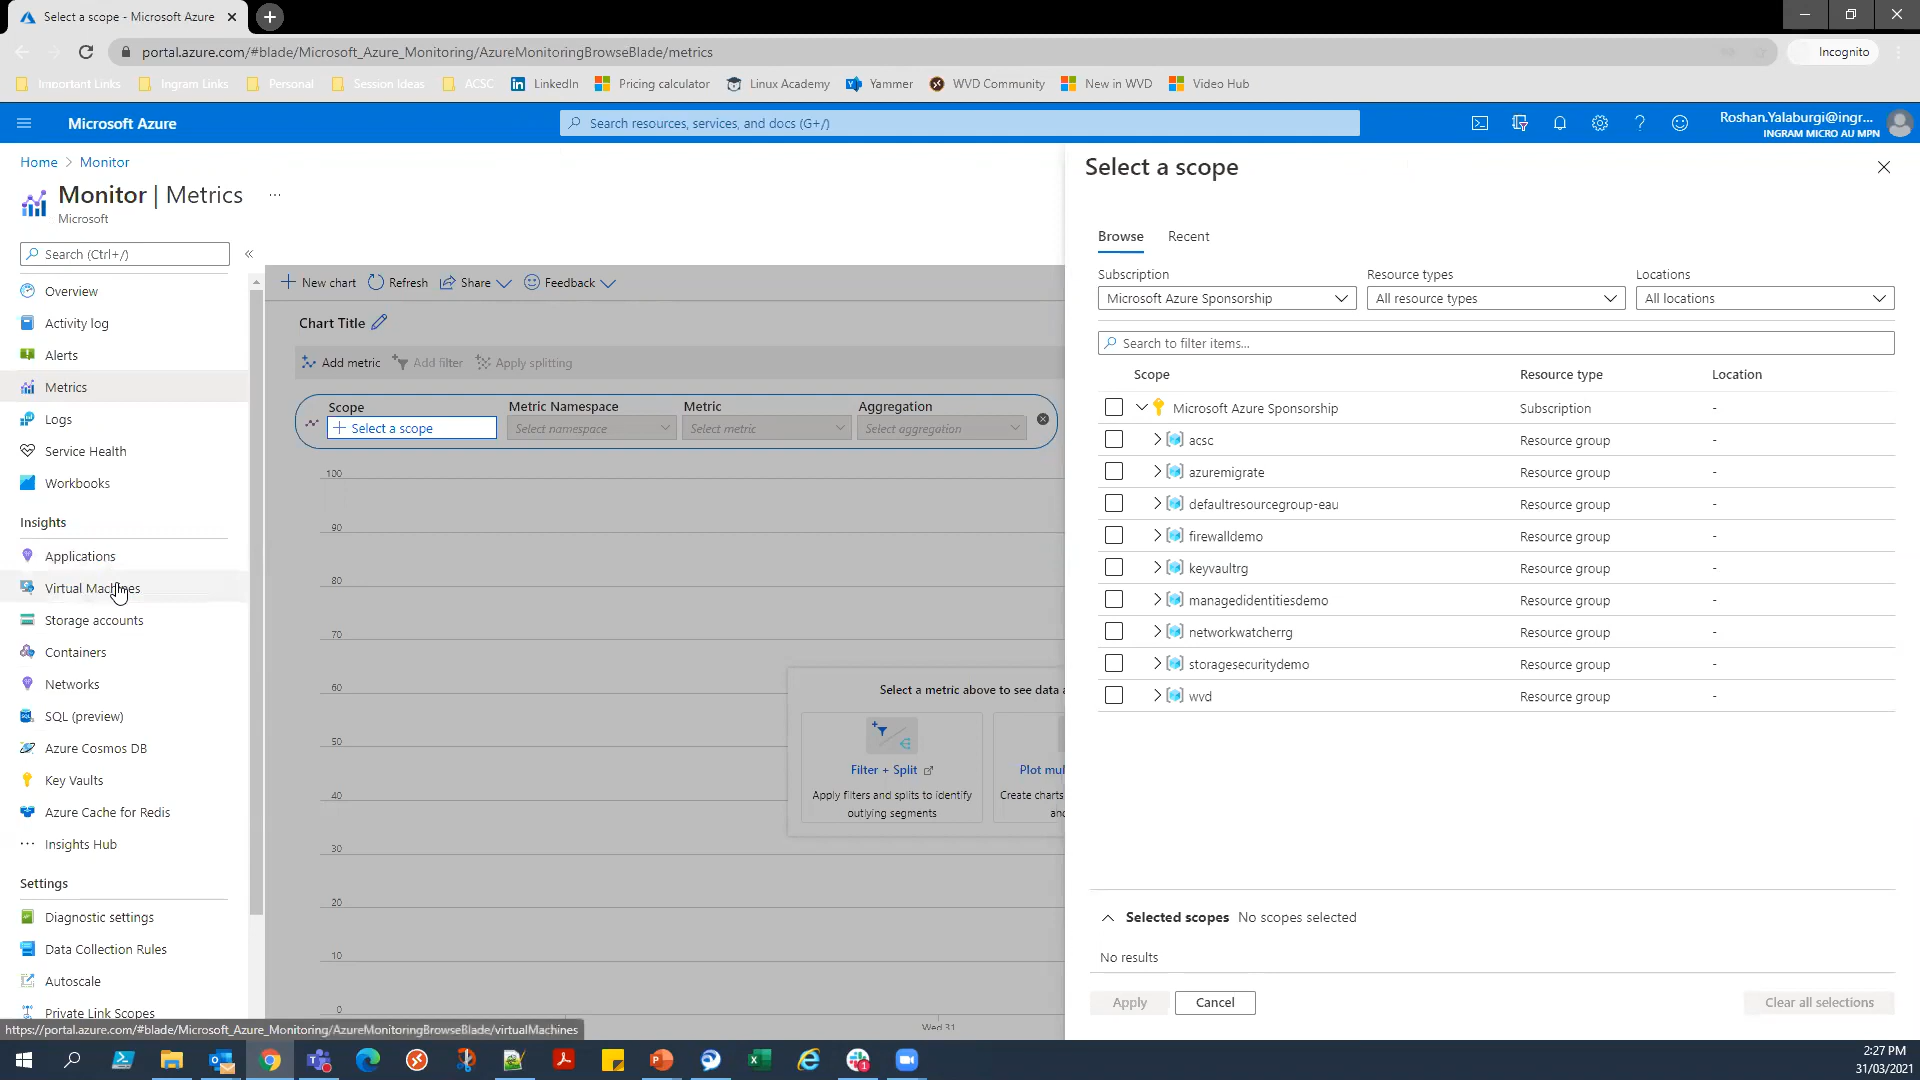 Select a scope - Microsoft Azure
portal.azure.com/#blade/Microsoft_Azure_Monitoring/AzureMonitoringBrowseBlade/metrics
Incognito
Important Links
Ingram Links
Personal
Session Ideas
ACSC
LinkedIn
Pricing calculator
Linux Academy
Yammer
WVD Community
New in WVD
Video Hub
Microsoft Azure
Search resources, services, and docs (G+/)
Roshan.Yalaburgi@ingr...
INGRAM MICRO AU MPN
Home > Monitor
Monitor | Metrics ...
Microsoft
Search (Ctrl+/)
«
Overview
Activity log
Alerts
Metrics
Logs
Service Health
Workbooks
Insights
Applications
Virtual Machines
Storage accounts
Containers
Networks
SQL (preview)
Azure Cosmos DB
Key Vaults
Azure Cache for Redis
Insights Hub
Settings
Diagnostic settings
Data Collection Rules
Autoscale
Private Link Scopes
https://portal.azure.com/#blade/Microsoft_Azure_Monitoring/AzureMonitoringBrowseBlade/virtualMachines
New chart
Refresh
Share
Feedback
Chart Title
Add metric
Add filter
Apply splitting
Scope
Select a scope
Metric Namespace
Select namespace
Metric
Select metric
Aggregation
Select aggregation
100
90
80
70
60
50
40
30
20
10
0
Wed 31
Select a metric above to see data a
Filter + Split
Apply filters and splits to identify
outlying segments
Plot mul
Create charts
and
Select a scope
Browse
Recent
Subscription
Microsoft Azure Sponsorship
Resource types
All resource types
Locations
All locations
Search to filter items...
Scope Resource type Location
Microsoft Azure Sponsorship Subscription -
acsc Resource group -
azuremigrate Resource group -
defaultresourcegroup-eau Resource group -
firewalldemo Resource group -
keyvaultrg Resource group -
managedidentitiesdemo Resource group -
networkwatcherrg Resource group -
storagesecuritydemo Resource group -
wvd Resource group -
Selected scopes No scopes selected
No results
Apply
Cancel
Clear all selections
2:27 PM
31/03/2021